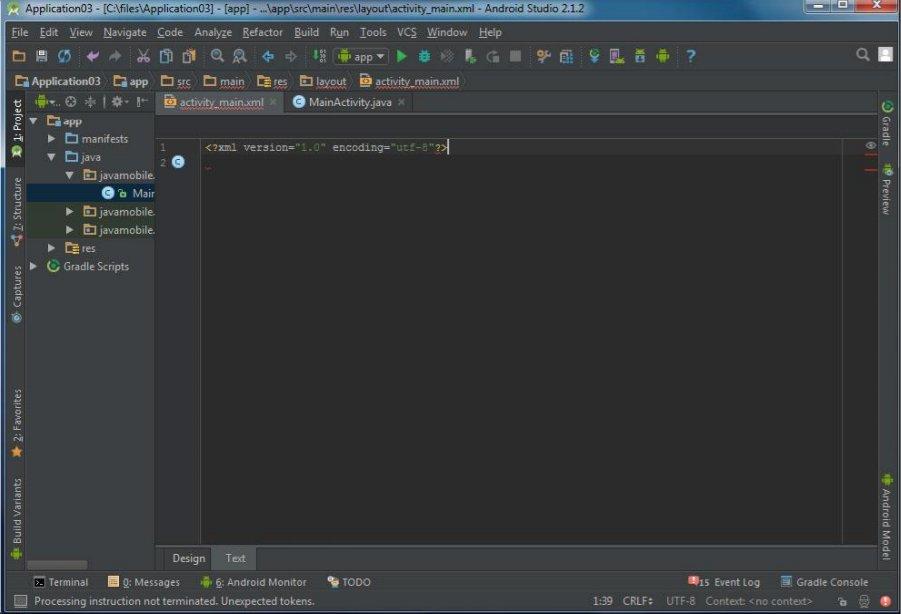 Application03 - [C:\files\Application03] - [app] - ...\app\src\main\res\layout\activity_main.xml - Android Studio 2.1.2
File Edit View Navigate Code Analyze Refactor Build Run Tools VCS Window Help
app
Application03 app src main res layout activity_main.xml
activity_main.xml MainActivity.java
1: Project
7: Structure
Captures
2: Favorites
Build Variants
app
manifests
java
javamobile.
Mair
javamobile.
javamobile.
res
Gradle Scripts
1 <?xml version="1.0" encoding="utf-8"?>
2
Gradle
Preview
Android Model
Design Text
Terminal 0: Messages 6: Android Monitor TODO 15 Event Log Gradle Console
Processing instruction not terminated. Unexpected tokens. 1:39 CRLF UTF-8 Context: <no context>